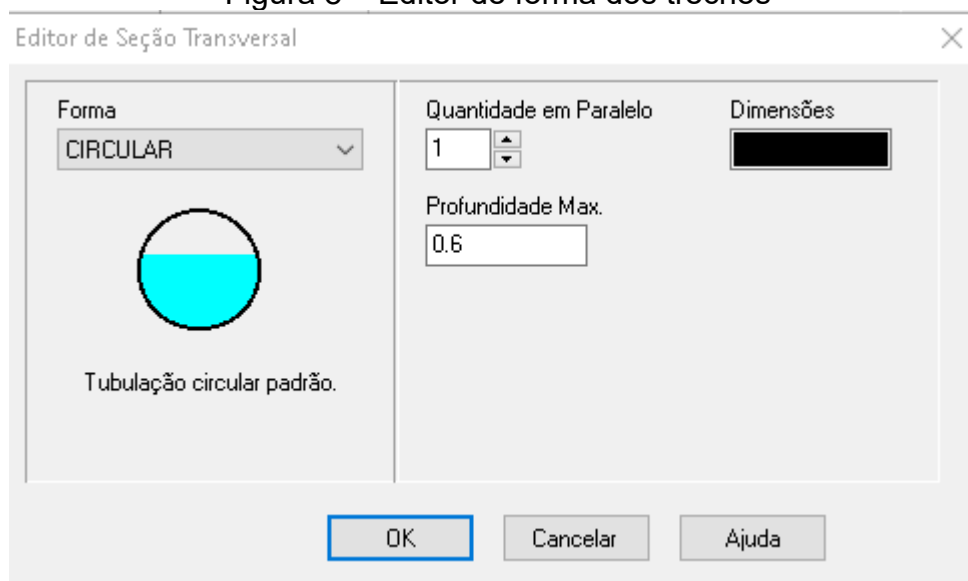 Editor de Seção Transversal
Forma
CIRCULAR
Tubulação circular padrão.
Quantidade em Paralelo
1
Dimensões
Profundidade Max.
0.6
OK
Cancelar
Ajuda